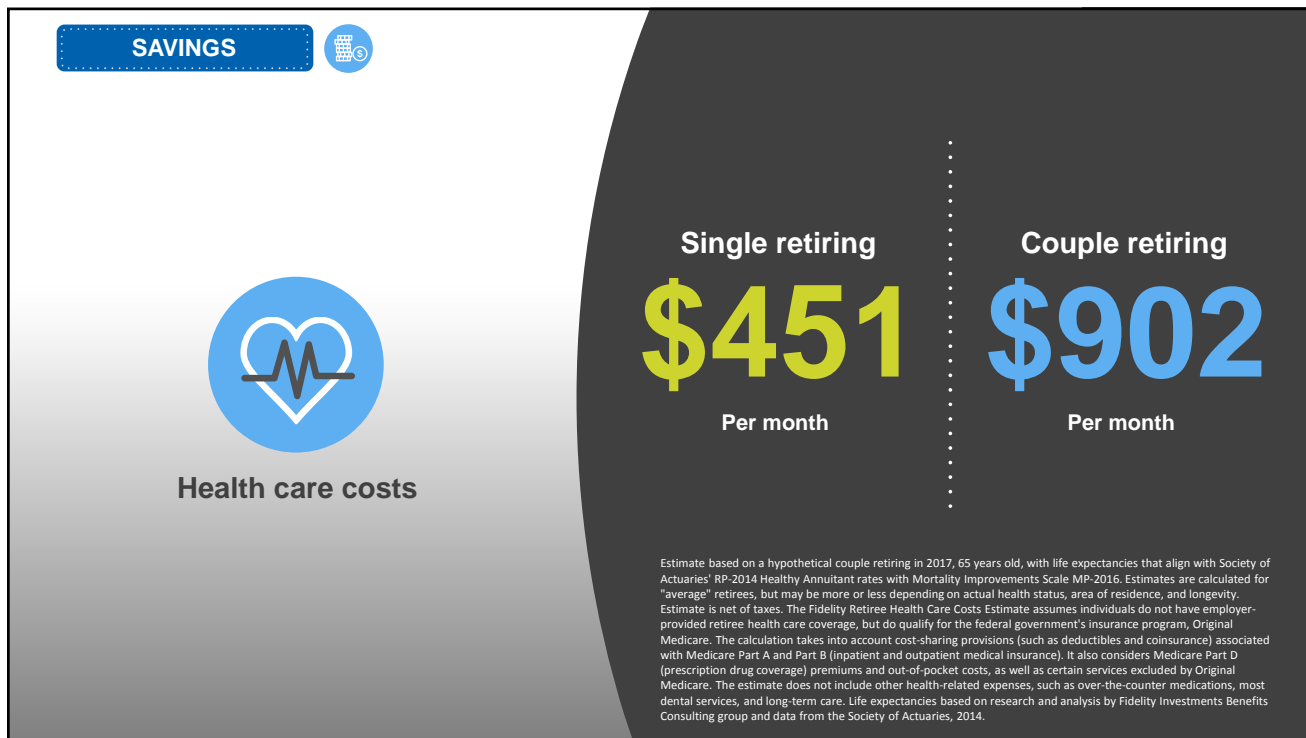 SAVINGS
$
Health care costs
Single retiring
$451
Per month
Couple retiring
$902
Per month
Estimate based on a hypothetical couple retiring in 2017, 65 years old, with life expectancies that align with Society of
Actuaries' RP-2014 Healthy Annuitant rates with Mortality Improvements Scale MP-2016. Estimates are calculated for
"average" retirees, but may be more or less depending on actual health status, area of residence, and longevity.
Estimate is net of taxes. The Fidelity Retiree Health Care Costs Estimate assumes individuals do not have employer-
provided retiree health care coverage, but do qualify for the federal government's insurance program, Original
Medicare. The calculation takes into account cost-sharing provisions (such as deductibles and coinsurance) associated
with Medicare Part A and Part B (inpatient and outpatient medical insurance). It also considers Medicare Part D
(prescription drug coverage) premiums and out-of-pocket costs, as well as certain services excluded by Original
Medicare. The estimate does not include other health-related expenses, such as over-the-counter medications, most
dental services, and long-term care. Life expectancies based on research and analysis by Fidelity Investments Benefits
Consulting group and data from the Society of Actuaries, 2014.